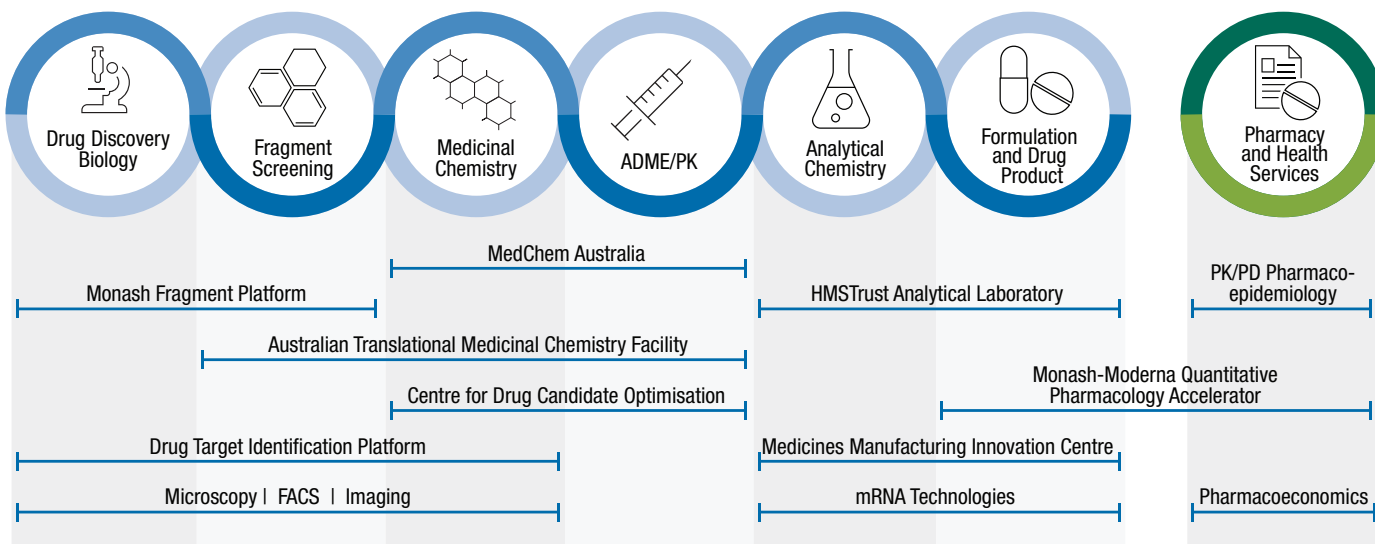 Drug Discovery
Biology
Fragment
Screening
Medicinal
Chemistry
ADME/PK
Analytical
Chemistry
Formulation
and Drug
Product
Pharmacy
and Health
Services
MedChem Australia
Monash Fragment Platform
HMSTrust Analytical Laboratory
PK/PD Pharmaco-
epidemiology
Australian Translational Medicinal Chemistry Facility
Centre for Drug Candidate Optimisation
Monash-Moderna Quantitative
Pharmacology Accelerator
Drug Target Identification Platform
Medicines Manufacturing Innovation Centre
Microscopy | FACS | Imaging
mRNA Technologies
Pharmacoeconomics